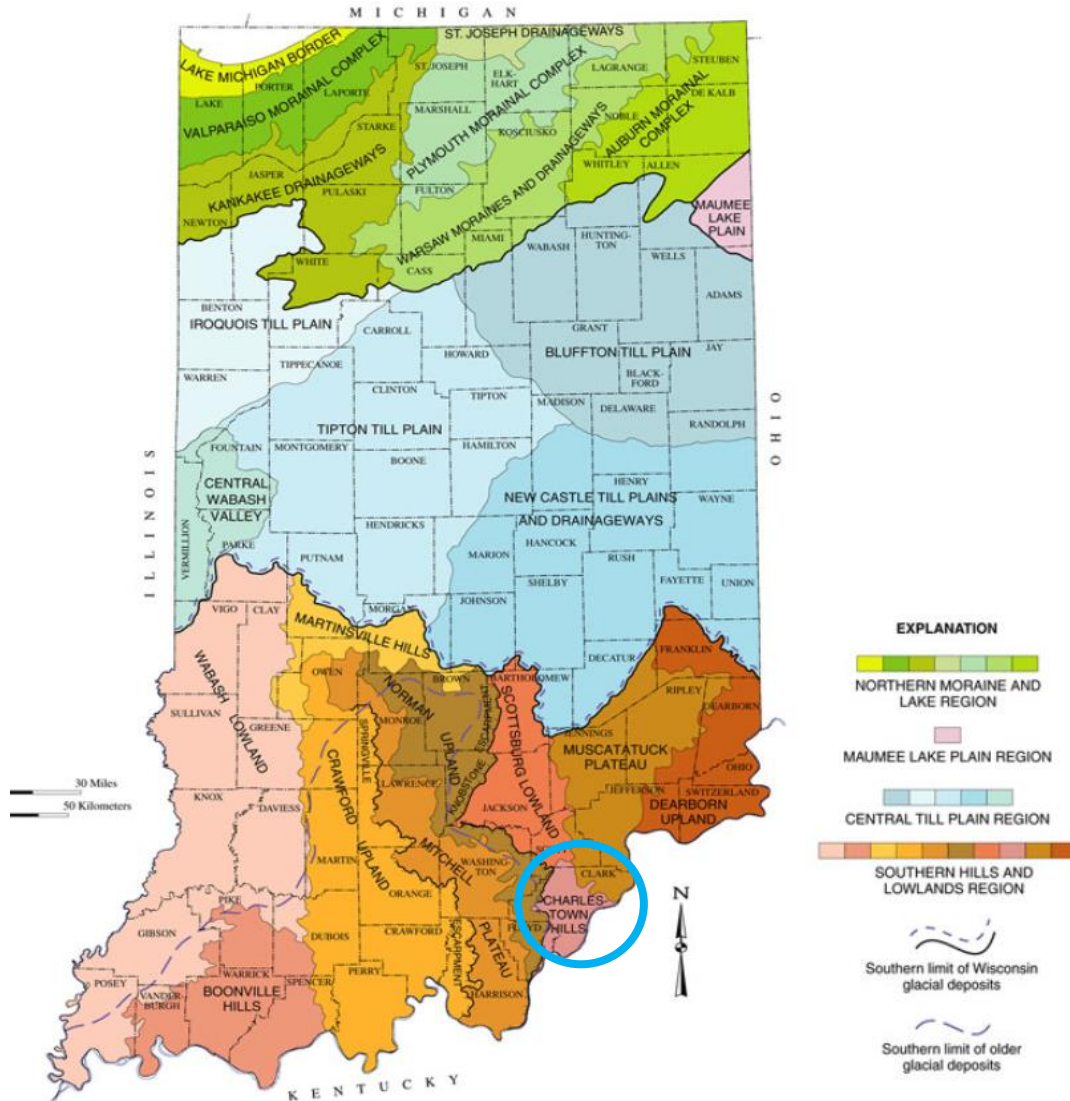 MICHIGAN
LAKE MICHIGAN BORDER
ST. JOSEPH DRAINAGEWAYS
ST. JOSEPH
ELK-
HART
LAGRANGE
STEUBEN
LAKE
PORTER
LAPORTE
VALPARAISO MORAINAL COMPLEX
DE KALB
MARSHALL
PLYMOUTH MORAINAL COMPLEX
NOBLE
AUBURN MORAINAL
COMPLEX
STARKE
KOSCIUSKO
WHITLEY
ALLEN
JASPER
KANKAKEE DRAINAGEWAYS
PULASKI
FULTON
WARSAW MORAINES AND DRAINAGEWAYS
MAUMEE
LAKE
PLAIN
NEWTON
WHITE
CASS
MIAMI
WABASH
HUNTING-
TON
WELLS
ADAMS
BENTON
IROQUOIS TILL PLAIN
CARROLL
GRANT
HOWARD
BLUFFTON TILL PLAIN
JAY
TIPPECANOE
BLACK-
FORD
WARREN
CLINTON
TIPTON
MADISON
DELAWARE
RANDOLPH
TIPTON TILL PLAIN
ILLINOIS
OHIO
FOUNTAIN
MONTGOMERY
BOONE
HAMILTON
CENTRAL
WABASH
VALLEY
HENRY
NEW CASTLE TILL PLAINS
AND DRAINAGEWAYS
WAYNE
VERMILLION
PARKE
HENDRICKS
MARION
HANCOCK
PUTNAM
RUSH
SHELBY
FAYETTE
UNION
MORGAN
JOHNSON
VIGO
CLAY
MARTINSVILLE HILLS
DECATUR
FRANKLIN
WABASH LOWLAND
OWEN
BROWN
BARTHOLOMEW
RIPLEY
DEARBORN
SULLIVAN
GREENE
MONROE
NORMAN
UPLAND
SPRINGVILLE
ESCARPMENT
KNOBSTONE
ESCARPMENT
SCOTTSBURG LOWLAND
JENNINGS
MUSCATATUCK
PLATEAU
OHIO
KNOX
DAVIESS
CRAWFORD
UPLAND
LAWRENCE
JACKSON
JEFFERSON
SWITZERLAND
DEARBORN
UPLAND
MARTIN
MITCHELL
PLATEAU
WASHING-
TON
CLARK
ORANGE
CHARLES-
TOWN
HILLS
PIKE
GIBSON
DUBOIS
CRAWFORD
FLOYD
POSEY
VANDER-
BURGH
WARRICK
BOONVILLE
HILLS
SPENCER
PERRY
HARRISON
KENTUCKY
30 Miles
50 Kilometers
N
EXPLANATION
NORTHERN MORAINE AND
LAKE REGION
MAUMEE LAKE PLAIN REGION
CENTRAL TILL PLAIN REGION
SOUTHERN HILLS AND
LOWLANDS REGION
Southern limit of Wisconsin
glacial deposits
Southern limit of older
glacial deposits